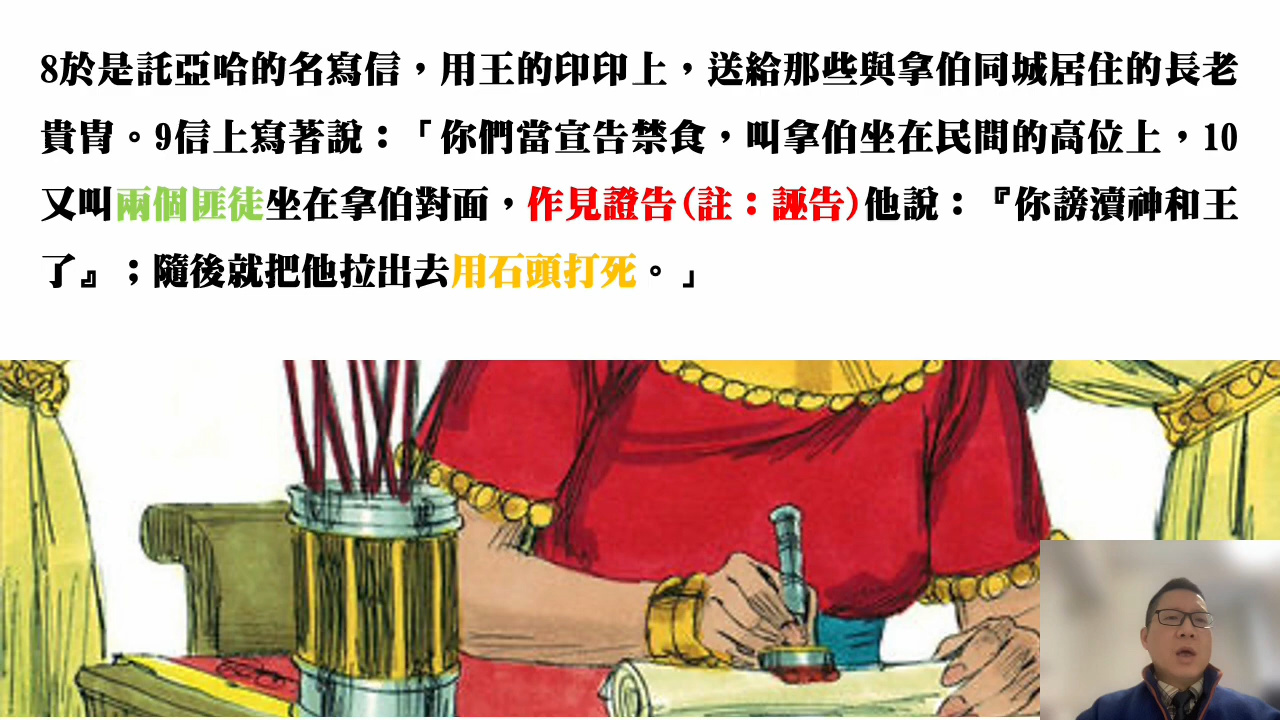 8於是託亞哈的名寫信，用王的印印上，送給那些與拿伯同城居住的長老
貴冑。9信上寫著說：「你們當宣告禁食，叫拿伯坐在民間的高位上，10
又叫兩個匪徒坐在拿伯對面，作見證告(註：誣告)他說：『你謗瀆神和王
了』；隨後就把他拉出去用石頭打死。」